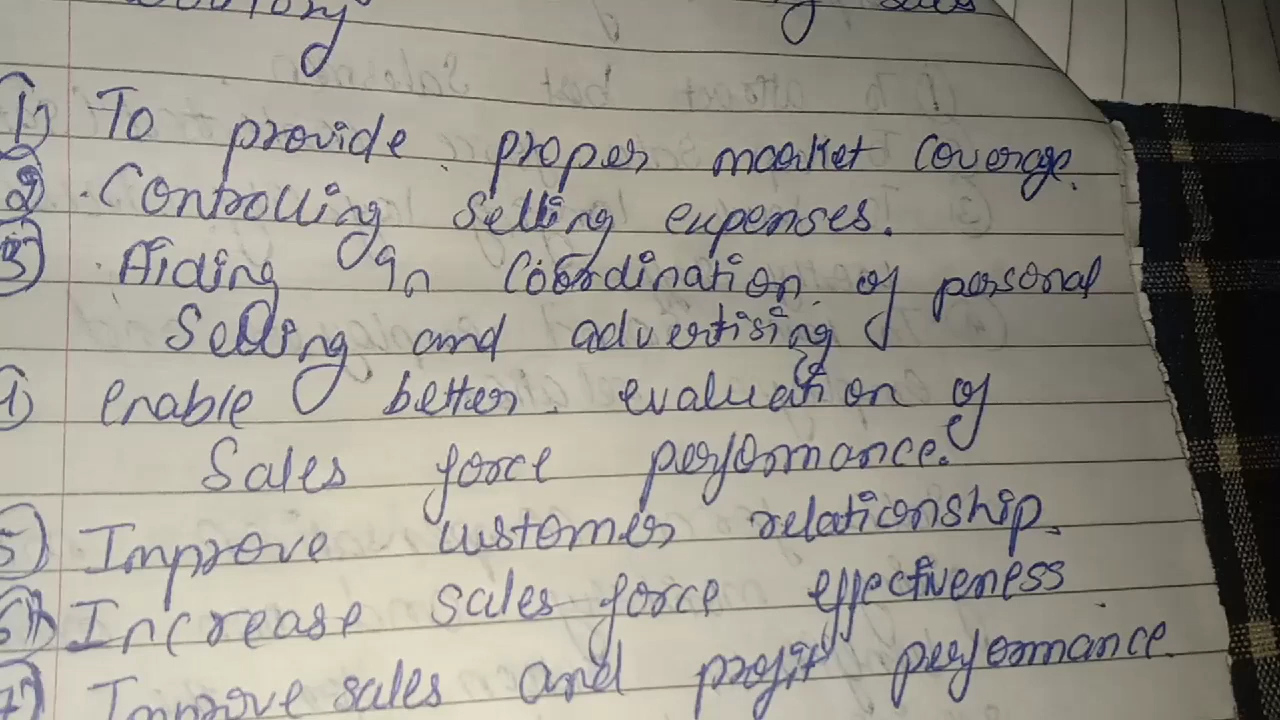 1) To provide proper market coverage.
2) Controlling Selling expenses.
3) Aiding In Coordination of personal
Selling and advertising
enable better evaluation of
Sales force performance.
5) Improve customer relationship.
6) Increase sales force effectiveness
7) Improve sales and profit performance.